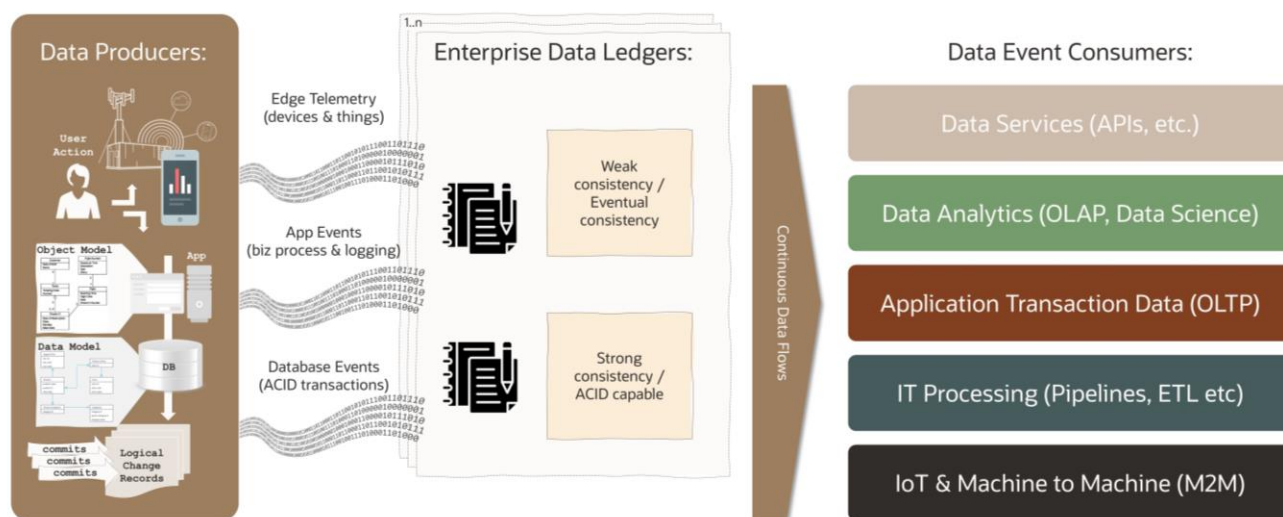 Data Producers:
User
Action
Object Model
App
Data Model
DB
commits
commits
commits
Logical
Change
Records
Edge Telemetry
(devices & things)
App Events
(biz process & logging)
Database Events
(ACID transactions)
1..n
Enterprise Data Ledgers:
Weak
consistency /
Eventual
consistency
Strong
consistency /
ACID capable
Continuous Data Flows
Data Event Consumers:
Data Services (APIs, etc.)
Data Analytics (OLAP, Data Science)
Application Transaction Data (OLTP)
IT Processing (Pipelines, ETL etc)
IoT & Machine to Machine (M2M)